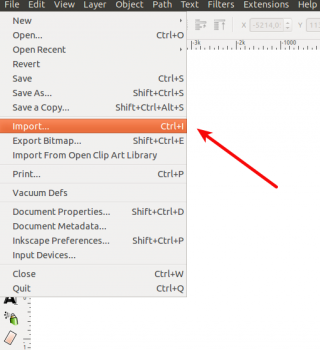 File Edit View Layer Object Path Text Filters Extensions Help
New
Open... Ctrl+O
Open Recent
Revert
Save Ctrl+S
Save As... Shift+Ctrl+S
Save a Copy... Shift+Ctrl+Alt+S
Import... Ctrl+I
Export Bitmap... Shift+Ctrl+E
Import From Open Clip Art Library
Print... Ctrl+P
Vacuum Defs
Document Properties... Shift+Ctrl+D
Document Metadata...
Inkscape Preferences... Shift+Ctrl+P
Input Devices...
Close Ctrl+W
Quit Ctrl+Q
X -5214,0 Y
-3k -2k -1000